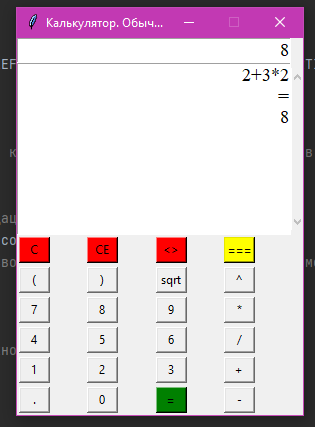 Калькулятор. Обыч...
8
2+3*2
=
8
C CE <> ===
( ) sqrt ^
7 8 9 *
4 5 6 /
1 2 3 +
. 0 = -